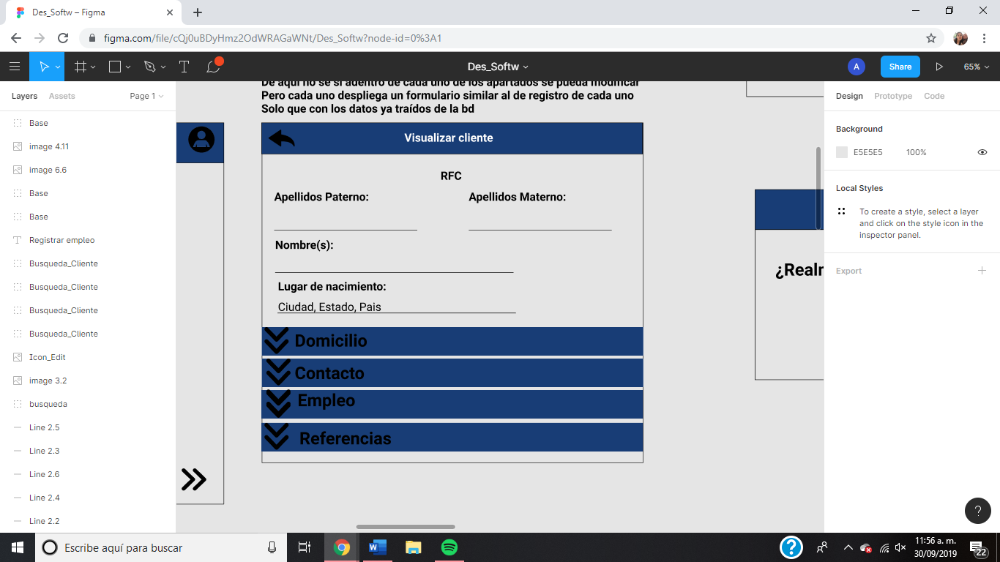 Des_Softw – Figma
figma.com/file/cQj0uBDyHmz2OdWRAGaWNt/Des_Softw?node-id=0%3A1
Des_Softw
A
Share
65%
Layers
Assets
Page 1
Base
image 4.11
image 6.6
Base
Base
Registrar empleo
Busqueda_Cliente
Busqueda_Cliente
Busqueda_Cliente
Busqueda_Cliente
Icon_Edit
image 3.2
busqueda
Line 2.5
Line 2.3
Line 2.6
Line 2.4
Line 2.2
De aquí no se si adentro de cada uno de los apartados se pueda modificar
Pero cada uno despliega un formulario similar al de registro de cada uno
Solo que con los datos ya traídos de la bd
Visualizar cliente
RFC
Apellidos Paterno: Apellidos Materno:
Nombre(s):
Lugar de nacimiento:
Ciudad, Estado, Pais
Domicilio
Contacto
Empleo
Referencias
Design
Prototype
Code
Background
E5E5E5 100%
Local Styles
To create a style, select a layer
and click on the style icon in the
inspector panel.
Export
?
Escribe aquí para buscar
11:56 a. m.
30/09/2019
22